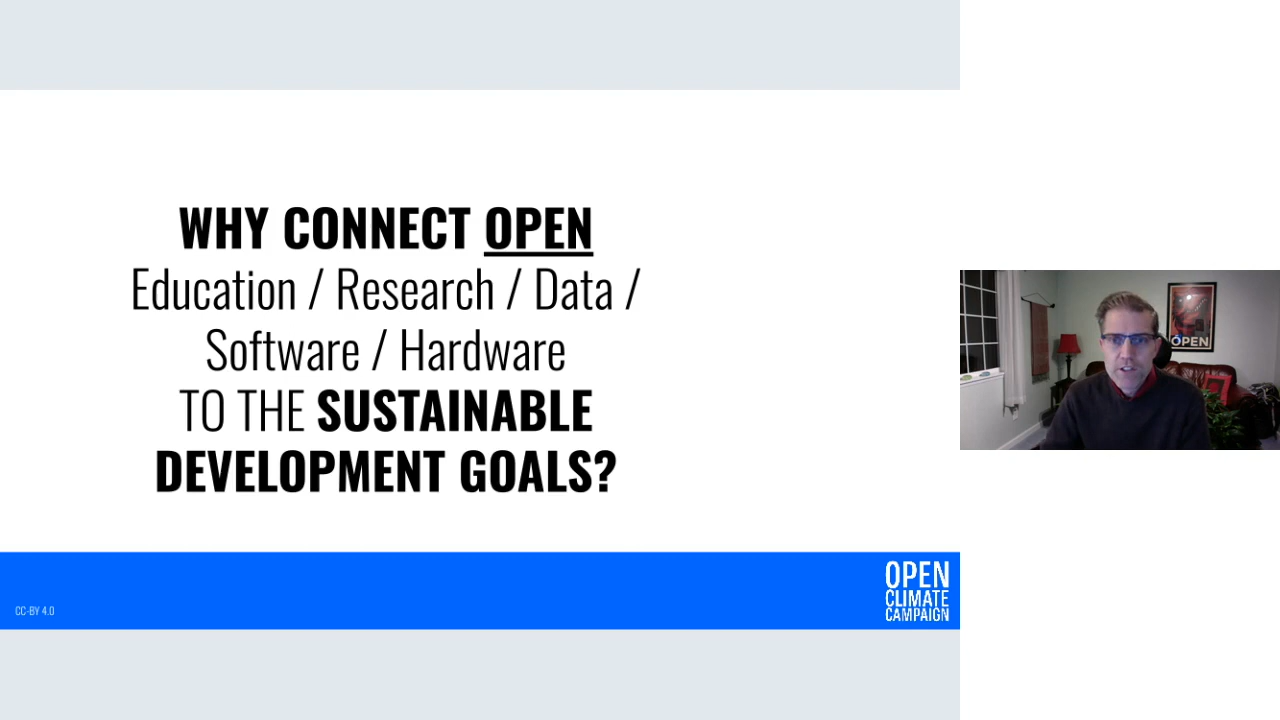 WHY CONNECT OPEN
Education / Research / Data /
Software / Hardware
TO THE SUSTAINABLE
DEVELOPMENT GOALS?
CC-BY 4.0
OPEN
CLIMATE
CAMPAIGN
OPEN